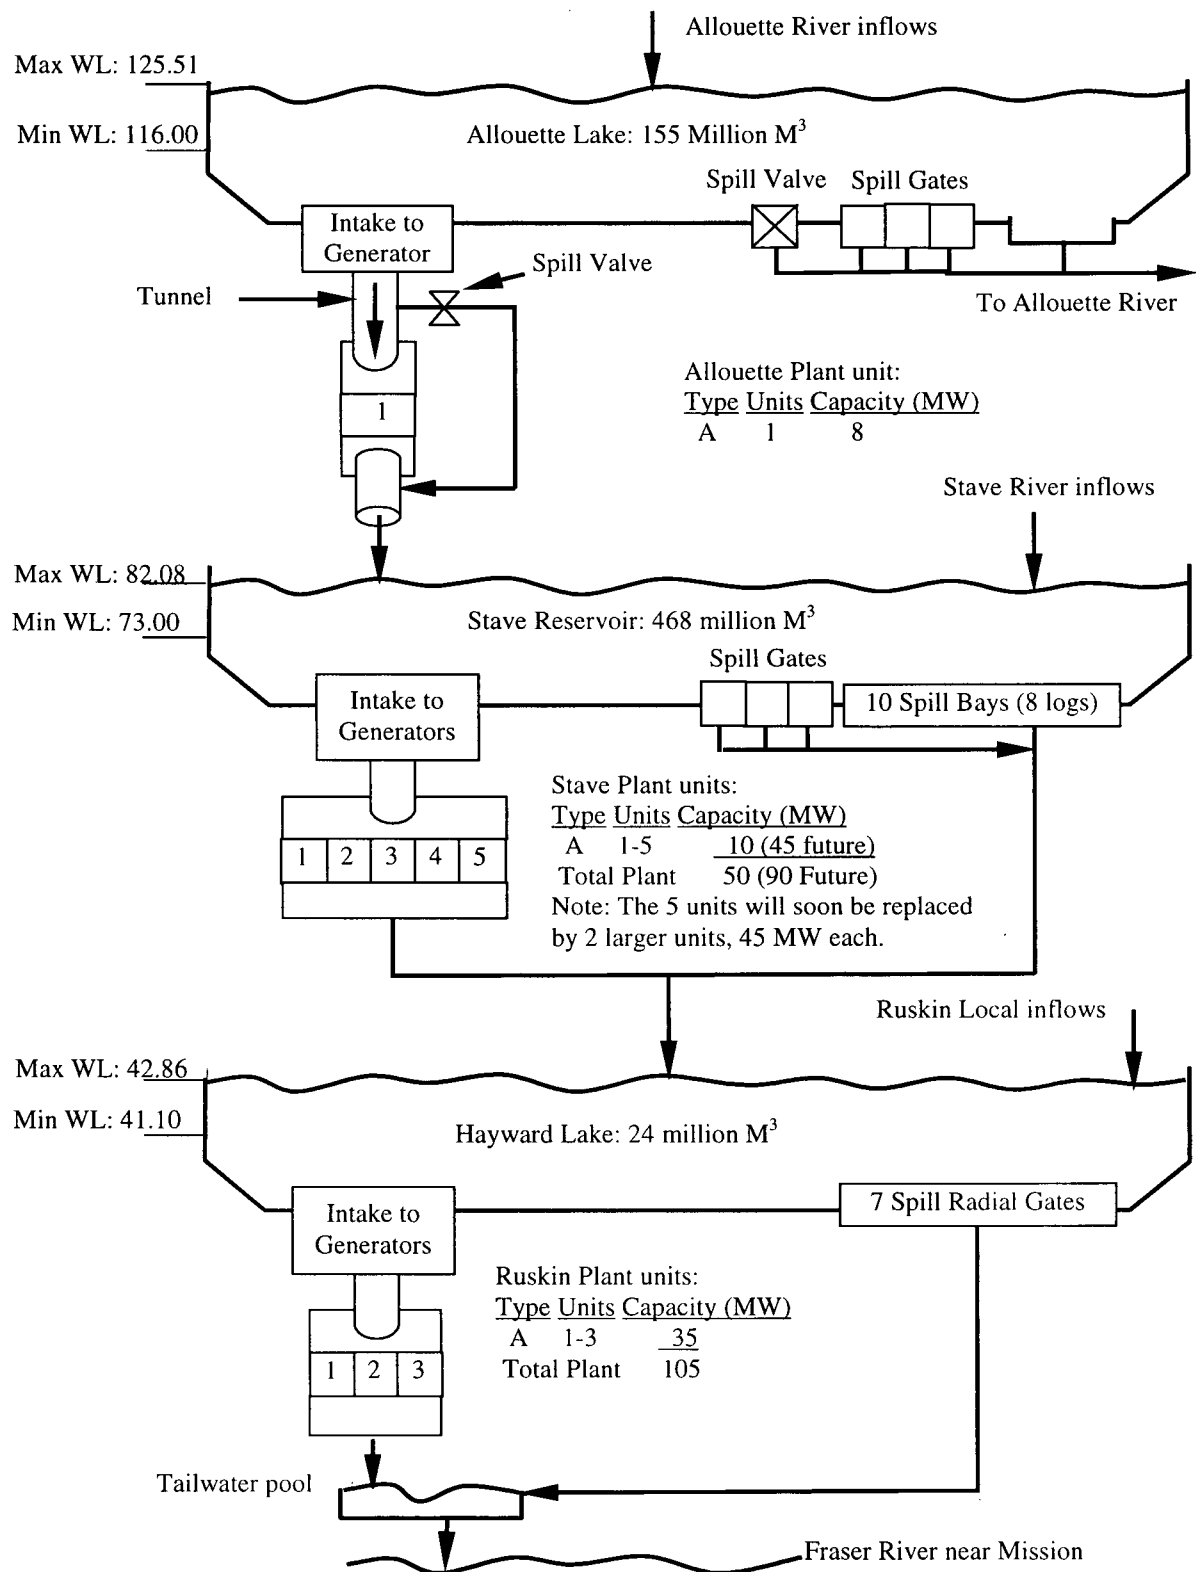 Allouette River inflows
Max WL: 125.51
Min WL: 116.00
Allouette Lake: 155 Million M³
Spill Valve
Spill Gates
Intake to
Generator
Spill Valve
Tunnel
To Allouette River
Allouette Plant unit:
Type Units Capacity (MW)
A 1 8
1
Stave River inflows
Max WL: 82.08
Min WL: 73.00
Stave Reservoir: 468 million M³
Spill Gates
Intake to
Generators
10 Spill Bays (8 logs)
Stave Plant units:
Type Units Capacity (MW)
A 1-5 10 (45 future)
Total Plant 50 (90 Future)
Note: The 5 units will soon be replaced
by 2 larger units, 45 MW each.
1 2 3 4 5
Ruskin Local inflows
Max WL: 42.86
Min WL: 41.10
Hayward Lake: 24 million M³
7 Spill Radial Gates
Intake to
Generators
Ruskin Plant units:
Type Units Capacity (MW)
A 1-3 35
Total Plant 105
1 2 3
Tailwater pool
Fraser River near Mission